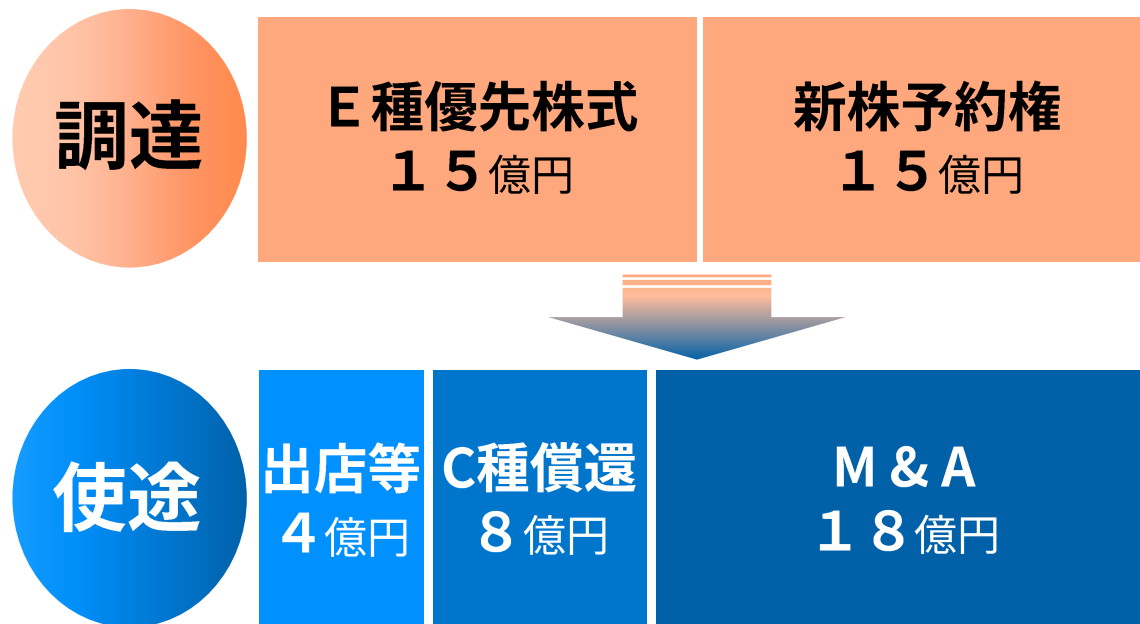 調達
E種優先株式
15億円
新株予約権
15億円
使途
出店等
4億円
C種償還
8億円
M&A
18億円